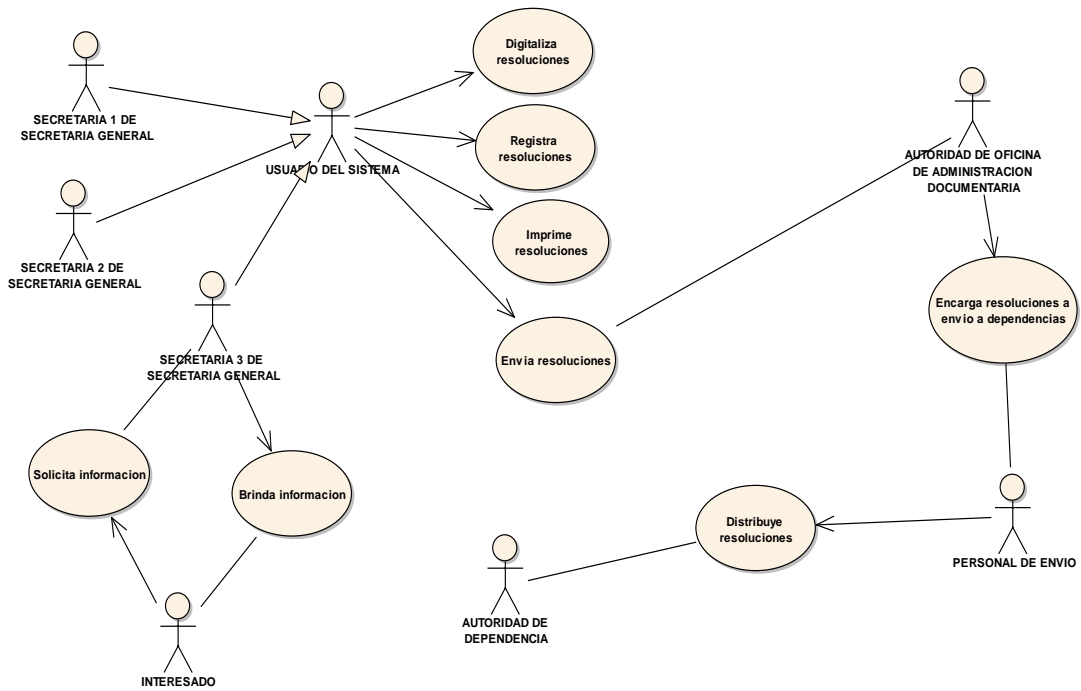 Digitaliza
resoluciones
SECRETARIA 1 DE
SECRETARIA GENERAL
Registra
resoluciones
USUARIO DEL SISTEMA
AUTORIDAD DE OFICINA
DE ADMINISTRACION
DOCUMENTARIA
SECRETARIA 2 DE
SECRETARIA GENERAL
Imprime
resoluciones
Encarga resoluciones a
envio a dependencias
SECRETARIA 3 DE
SECRETARIA GENERAL
Envia resoluciones
Solicita informacion
Brinda informacion
Distribuye
resoluciones
PERSONAL DE ENVIO
AUTORIDAD DE
DEPENDENCIA
INTERESADO